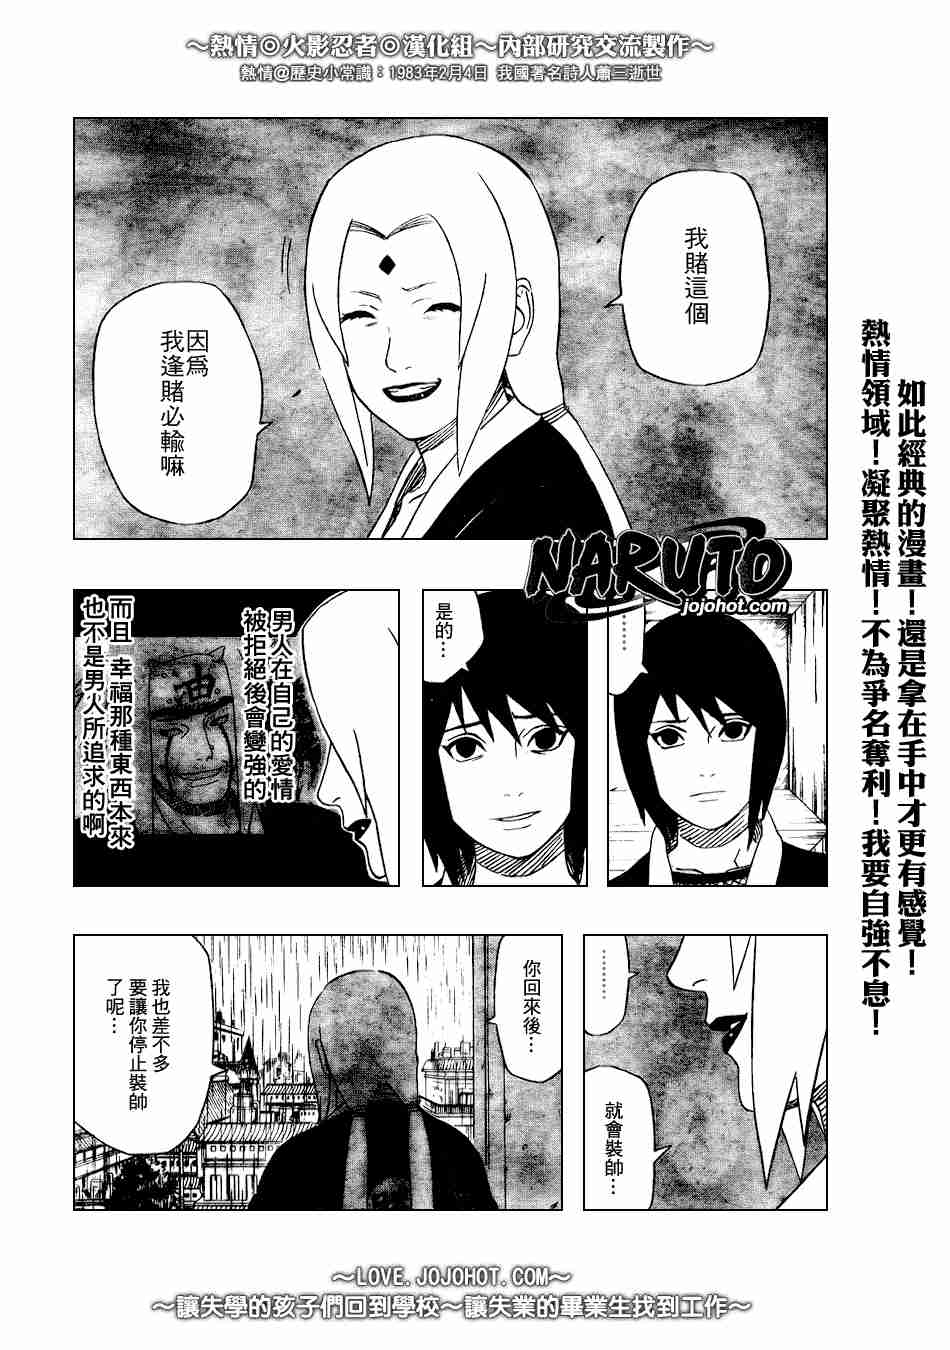 ～熱情◎火影忍者◎漢化組～內部研究交流製作～
熱情@歷史小常識：1983年2月4日 我國著名詩人蕭三逝世
我賭這個
因爲
我逢賭必輸嘛
如此經典的漫畫！還是拿在手中才更有感覺！
熱情領域！凝聚熱情！不為爭名奪利！我要自強不息！
NARUTO
jojohot.com
………
是的…
男人在自己的愛情
被拒絕後會變強的
油
而且 幸福那種東西本來
也不是男人所追求的啊
………
就會裝帥…
你回來後…
我也差不多
要讓你停止裝帥
了呢…
～LOVE.JOJOHOT.COM～
～讓失學的孩子們回到學校～讓失業的畢業生找到工作～